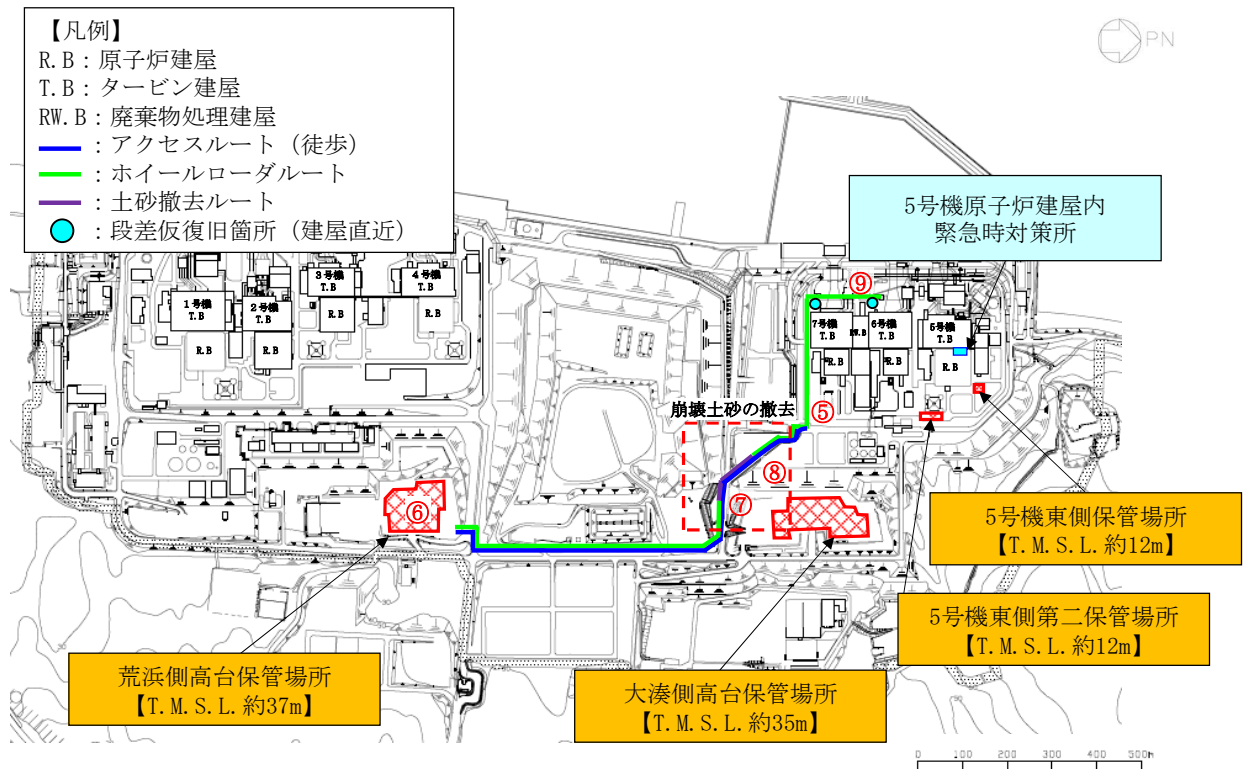 【凡例】
R.B：原子炉建屋
T.B：タービン建屋
RW.B：廃棄物処理建屋
：アクセスルート（徒歩）
：ホイールローダルート
：土砂撤去ルート
：段差仮復旧箇所（建屋直近）
PN
5号機原子炉建屋内
緊急時対策所
1号機
T.B
2号機
T.B
3号機
T.B
4号機
T.B
R.B
R.B
R.B
R.B
⑨
7号機
T.B
RW.B
6号機
T.B
5号機
T.B
R.B
R.B
R.B
崩壊土砂の撤去
⑤
⑧
⑥
⑦
5号機東側保管場所
【T.M.S.L.約12m】
5号機東側第二保管場所
【T.M.S.L.約12m】
荒浜側高台保管場所
【T.M.S.L.約37m】
大湊側高台保管場所
【T.M.S.L.約35m】
0 100 200 300 400 500m